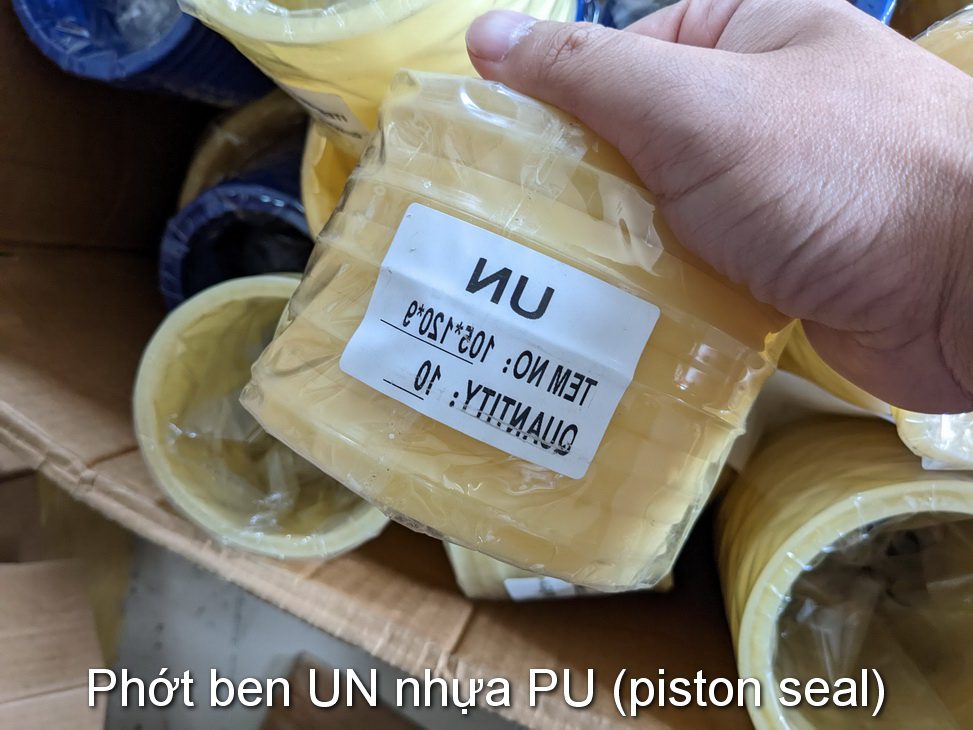 UN
TEM NO: 105*120*9
QUANTITY: 10
Phớt ben UN nhựa PU (piston seal)